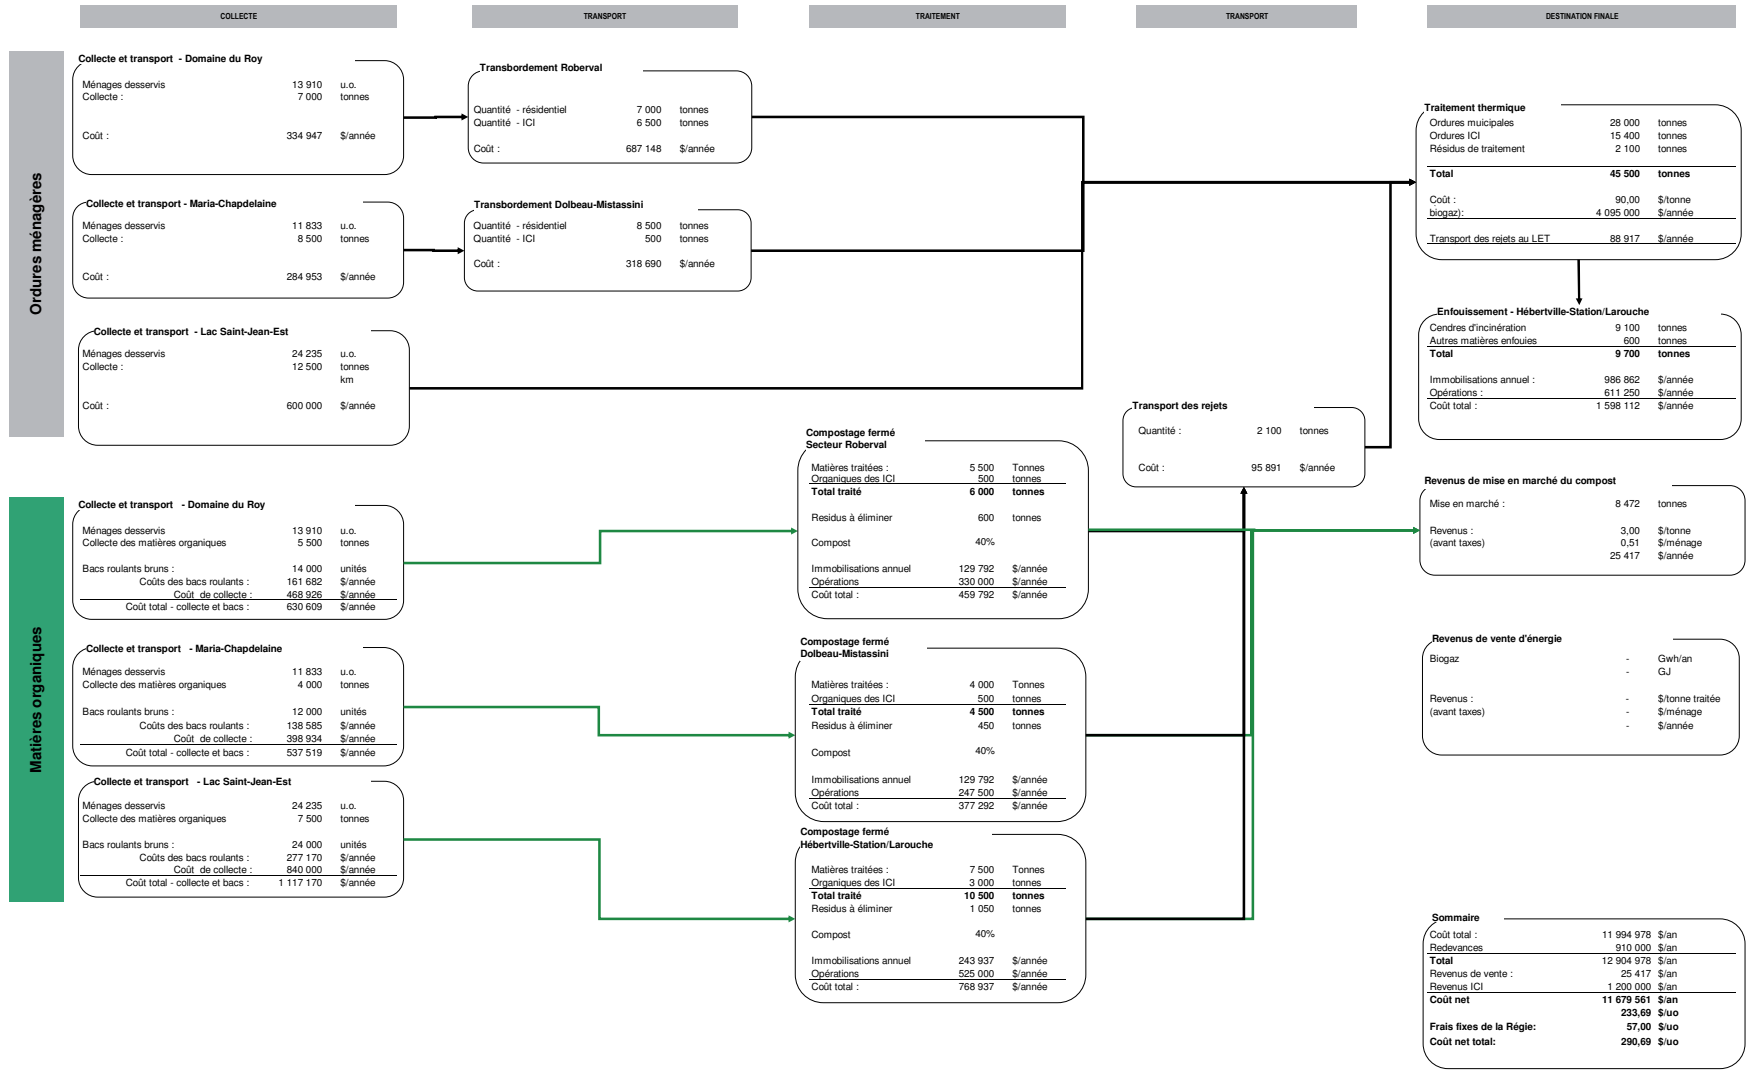 COLLECTE
TRANSPORT
TRAITEMENT
TRANSPORT
DESTINATION FINALE
Ordures ménagères
Collecte et transport - Domaine du Roy
Ménages desservis 13 910 u.o.
Collecte : 7 000 tonnes
Coût : 334 947 $/année
Transbordement Roberval
Quantité - résidentiel 7 000 tonnes
Quantité - ICI 6 500 tonnes
Coût : 687 148 $/année
Collecte et transport - Maria-Chapdelaine
Ménages desservis 11 833 u.o.
Collecte : 8 500 tonnes
Coût : 284 953 $/année
Transbordement Dolbeau-Mistassini
Quantité - résidentiel 8 500 tonnes
Quantité - ICI 500 tonnes
Coût : 318 690 $/année
Collecte et transport - Lac Saint-Jean-Est
Ménages desservis 24 235 u.o.
Collecte : 12 500 tonnes
km
Coût : 600 000 $/année
Traitement thermique
Ordures muicipales 28 000 tonnes
Ordures ICI 15 400 tonnes
Résidus de traitement 2 100 tonnes
Total 45 500 tonnes
Coût : 90,00 $/tonne
biogaz): 4 095 000 $/année
Transport des rejets au LET 88 917 $/année
Enfouissement - Hébertville-Station/Larouche
Cendres d'incinération 9 100 tonnes
Autres matières enfouies 600 tonnes
Total 9 700 tonnes
Immobilisations annuel : 986 862 $/année
Opérations : 611 250 $/année
Coût total : 1 598 112 $/année
Transport des rejets
Quantité : 2 100 tonnes
Coût : 95 891 $/année
Matières organiques
Collecte et transport - Domaine du Roy
Ménages desservis 13 910 u.o.
Collecte des matières organiques 5 500 tonnes
Bacs roulants bruns : 14 000 unités
Coûts des bacs roulants : 161 682 $/année
Coût de collecte : 468 926 $/année
Coût total - collecte et bacs : 630 609 $/année
Collecte et transport - Maria-Chapdelaine
Ménages desservis 11 833 u.o.
Collecte des matières organiques 4 000 tonnes
Bacs roulants bruns : 12 000 unités
Coûts des bacs roulants : 138 585 $/année
Coût de collecte : 398 934 $/année
Coût total - collecte et bacs : 537 519 $/année
Collecte et transport - Lac Saint-Jean-Est
Ménages desservis 24 235 u.o.
Collecte des matières organiques 7 500 tonnes
Bacs roulants bruns : 24 000 unités
Coûts des bacs roulants : 277 170 $/année
Coût de collecte : 840 000 $/année
Coût total - collecte et bacs : 1 117 170 $/année
Compostage fermé
Secteur Roberval
Matières traitées : 5 500 Tonnes
Organiques des ICI 500 tonnes
Total traité 6 000 tonnes
Residus à éliminer 600 tonnes
Compost 40%
Immobilisations annuel 129 792 $/année
Opérations 330 000 $/année
Coût total : 459 792 $/année
Compostage fermé
Dolbeau-Mistassini
Matières traitées : 4 000 Tonnes
Organiques des ICI 500 tonnes
Total traité 4 500 tonnes
Residus à éliminer 450 tonnes
Compost 40%
Immobilisations annuel 129 792 $/année
Opérations 247 500 $/année
Coût total : 377 292 $/année
Compostage fermé
Hébertville-Station/Larouche
Matières traitées : 7 500 Tonnes
Organiques des ICI 3 000 tonnes
Total traité 10 500 tonnes
Residus à éliminer 1 050 tonnes
Compost 40%
Immobilisations annuel 243 937 $/année
Opérations 525 000 $/année
Coût total : 768 937 $/année
Revenus de mise en marché du compost
Mise en marché : 8 472 tonnes
Revenus : 3,00 $/tonne
(avant taxes) 0,51 $/ménage
25 417 $/année
Revenus de vente d'énergie
Biogaz - Gwh/an
- GJ
Revenus : - $/tonne traitée
(avant taxes) - $/ménage
- $/année
Sommaire
Coût total : 11 994 978 $/an
Redevances 910 000 $/an
Total 12 904 978 $/an
Revenus de vente : 25 417 $/an
Revenus ICI 1 200 000 $/an
Coût net 11 679 561 $/an
233,69 $/uo
Frais fixes de la Régie: 57,00 $/uo
Coût net total: 290,69 $/uo